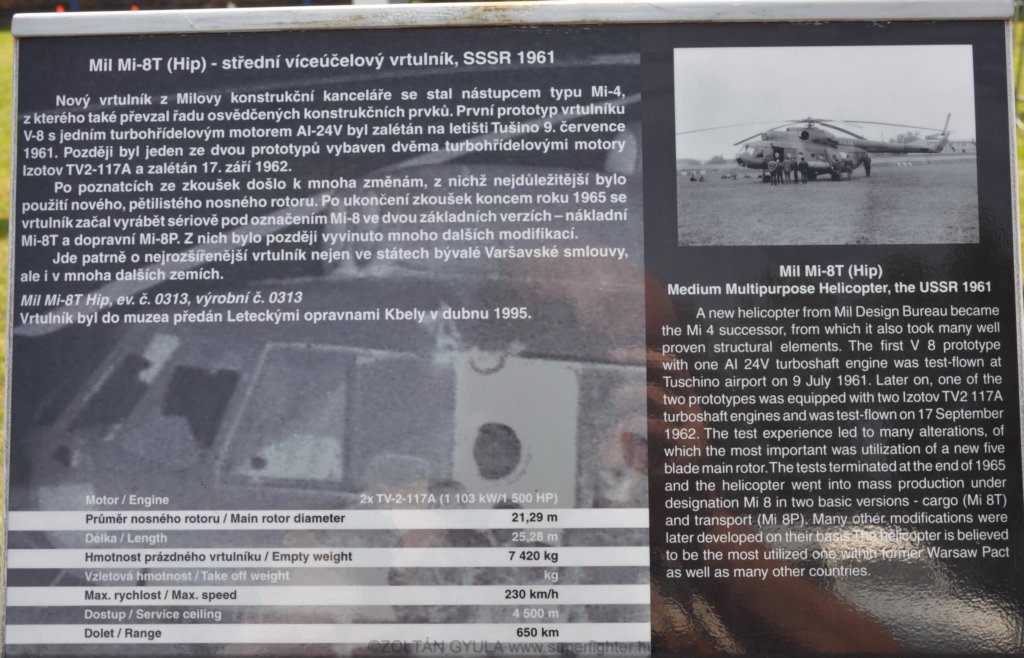 Mil Mi-8T (Hip) - střední víceúčelový vrtulník, SSSR 1961
Nový vrtulník z Milovy konstrukční kanceláře se stal nástupcem typu Mi-4,
z kterého také převzal řadu osvědčených konstrukčních prvků. První prototyp vrtulníku
V-8 s jedním turbohřídelovým motorem AI-24V byl zalétán na letišti Tušino 9. července
1961. Později byl jeden ze dvou prototypů vybaven dvěma turbohřídelovými motory
Izotov TV2-117A a zalétán 17. září 1962.
Po poznatcích ze zkoušek došlo k mnoha změnám, z nichž nejdůležitější bylo
použití nového, pětilistého nosného rotoru. Po ukončení zkoušek koncem roku 1965 se
vrtulník začal vyrábět sériově pod označením Mi-8 ve dvou základních verzích – nákladní
Mi-8T a dopravní Mi-8P. Z nich bylo později vyvinuto mnoho dalších modifikací.
Jde patrně o nejrozšířenější vrtulník nejen ve státech bývalé Varšavské smlouvy,
ale i v mnoha dalších zemích.
Mil Mi-8T Hip, ev. č. 0313, výrobní č. 0313
Vrtulník byl do muzea předán Leteckými opravnami Kbely v dubnu 1995.
Motor / Engine 2x TV-2-117A (1 103 kW/1 500 HP)
Průměr nosného rotoru / Main rotor diameter 21,29 m
Délka / Length 25,28 m
Hmotnost prázdného vrtulníku / Empty weight 7 420 kg
Vzletová hmotnost / Take off weight kg
Max. rychlost / Max. speed 230 km/h
Dostup / Service ceiling 4 500 m
Dolet / Range 650 km
Mil Mi-8T (Hip)
Medium Multipurpose Helicopter, the USSR 1961
A new helicopter from Mil Design Bureau became
the Mi 4 successor, from which it also took many well
proven structural elements. The first V 8 prototype
with one AI 24V turboshaft engine was test-flown at
Tuschino airport on 9 July 1961. Later on, one of the
two prototypes was equipped with two Izotov TV2 117A
turboshaft engines and was test-flown on 17 September
1962. The test experience led to many alterations, of
which the most important was utilization of a new five
blade main rotor. The tests terminated at the end of 1965
and the helicopter went into mass production under
designation Mi 8 in two basic versions - cargo (Mi 8T)
and transport (Mi 8P). Many other modifications were
later developed on their basis. The helicopter is believed
to be the most utilized one within former Warsaw Pact
as well as many other countries.
©ZOLTÁN GYULA www.superfighter.hu